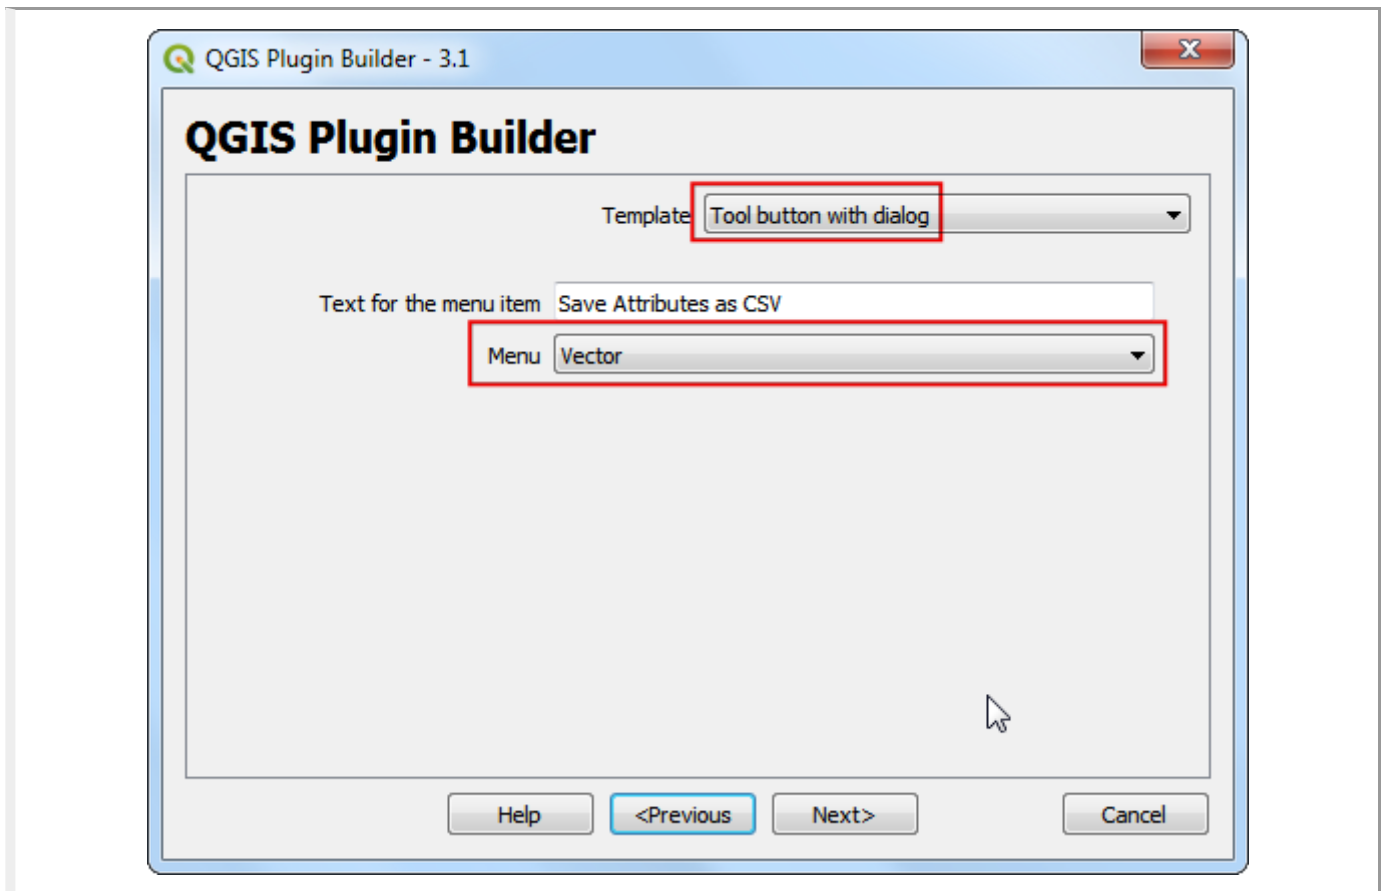 QGIS Plugin Builder - 3.1
QGIS Plugin Builder
Template Tool button with dialog
Text for the menu item Save Attributes as CSV
Menu Vector
Help <Previous Next> Cancel